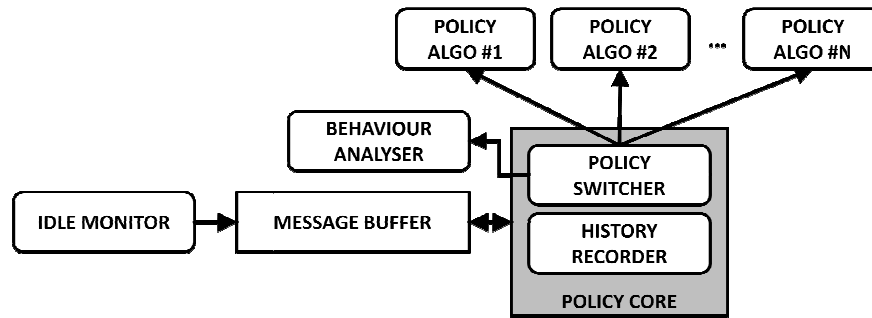 POLICY
ALGO #1
POLICY
ALGO #2
...
POLICY
ALGO #N
BEHAVIOUR
ANALYSER
POLICY
SWITCHER
IDLE MONITOR
MESSAGE BUFFER
HISTORY
RECORDER
POLICY CORE